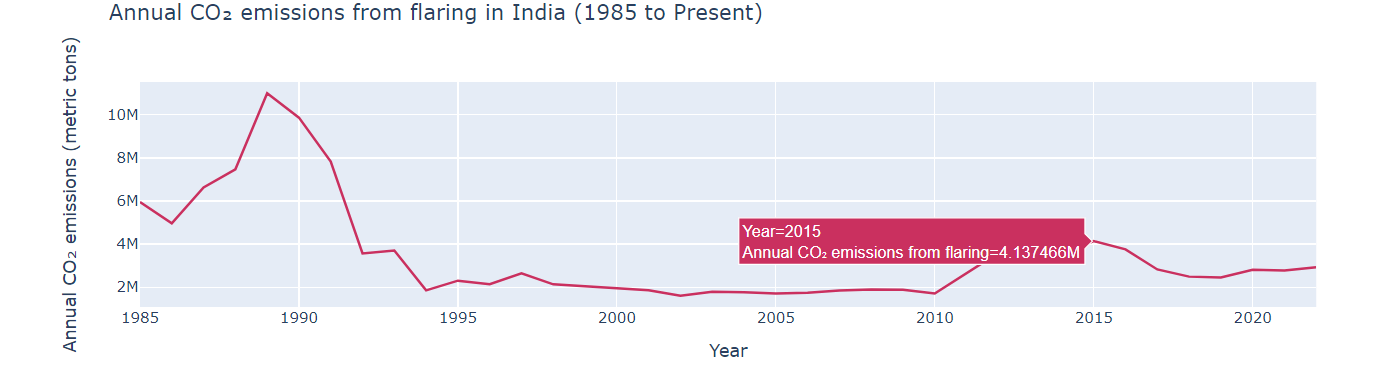 Annual CO₂ emissions from flaring in India (1985 to Present)
Annual CO₂ emissions (metric tons)
10M
8M
6M
4M
2M
Year=2015
Annual CO₂ emissions from flaring=4.137466M
1985 1990 1995 2000 2005 2010 2015 2020
Year